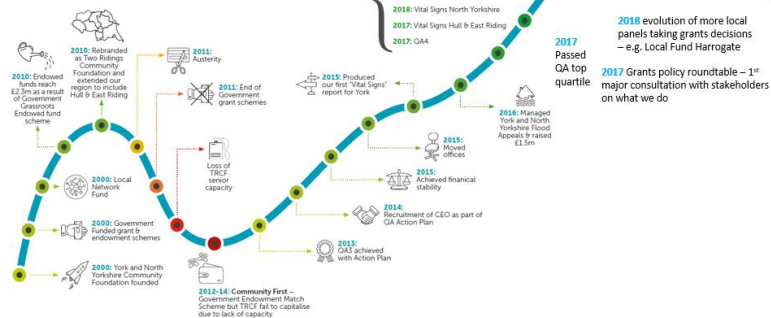 2018: Vital Signs North Yorkshire
2017: Vital Signs Hull & East Riding
2017: QA4
2017
Passed
QA top
quartile
2018 evolution of more local
panels taking grants decisions
– e.g. Local Fund Harrogate
2017 Grants policy roundtable – 1st
major consultation with stakeholders
on what we do
2010: Endowed
funds reach
£2.3m as a result
of Government
Grassroots
Endowed fund
scheme
2010: Rebranded
as Two Ridings
Community
Foundation and
extended our
region to include
Hull & East Riding
2011:
Austerity
2011: End of
Government
grant schemes
Loss of
TRCF
senior
capacity
2000: Local
Network
Fund
2000: Government
Funded grant &
endowment schemes
2000: York and North
Yorkshire Community
Foundation founded
2012-14: Community First –
Government Endowment Match
Scheme but TRCF fail to capitalise
due to lack of capacity
2013:
QA3 achieved
with Action Plan
2014:
Recruitment of CEO as part of
QA Action Plan
2015:
Achieved finanical
stability
2015:
Moved
offices
2015: Produced
our first "Vital Signs"
report for York
2016: Managed
York and North
Yorkshire Flood
Appeals & raised
£1.5m